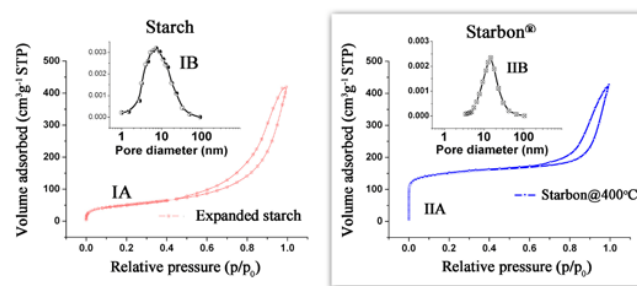 Starch
0.003
0.002
0.001
0.000
IB
1 10 100
Pore diameter (nm)
500
400
300
200
100
0
Volume adsorbed (cm³g⁻¹ STP)
IA
Expanded starch
0.0 0.2 0.4 0.6 0.8 1.0
Relative pressure (p/p₀)
Starbon®
0.003
0.002
0.001
0.000
IIB
1 10 100
Pore diameter (nm)
500
400
300
200
100
0
Volume adsorbed (cm³g⁻¹ STP)
Starbon@400°C
IIA
0.0 0.2 0.4 0.6 0.8 1.0
Relative pressure (p/p₀)